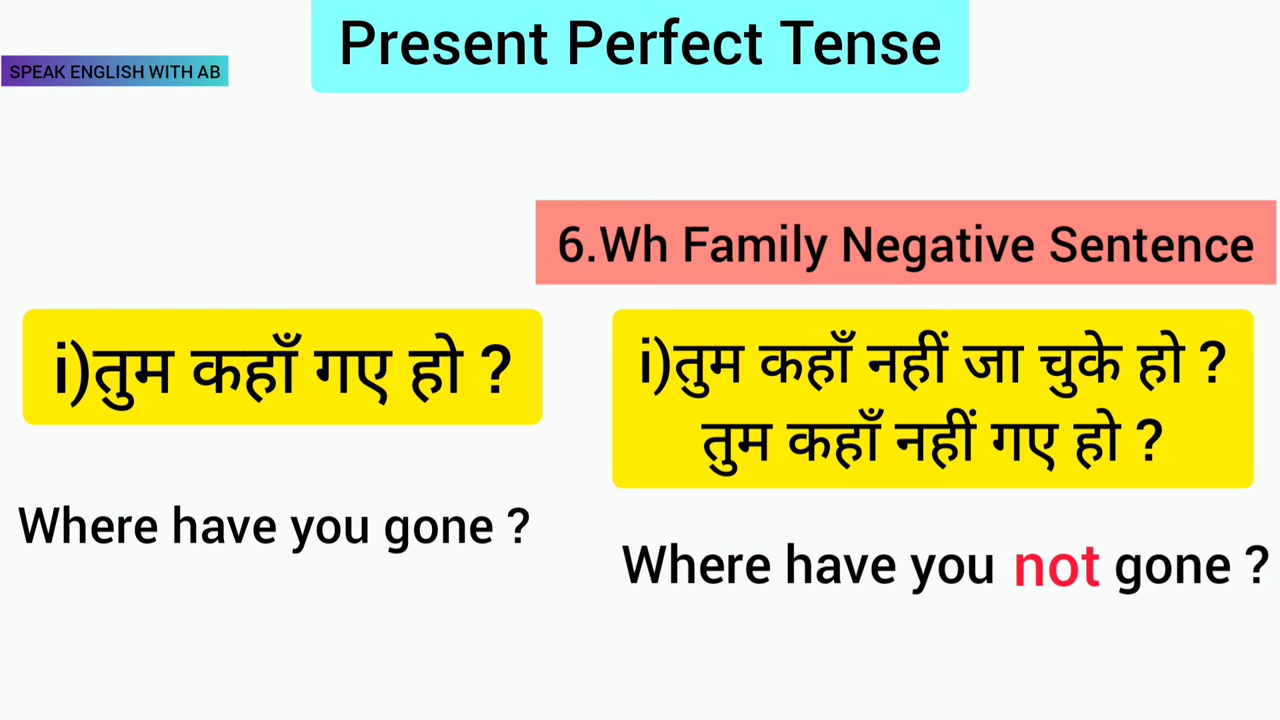 Present Perfect Tense
SPEAK ENGLISH WITH AB
6.Wh Family Negative Sentence
i)तुम कहाँ गए हो ?
Where have you gone ?
i)तुम कहाँ नहीं जा चुके हो ?
तुम कहाँ नहीं गए हो ?
Where have you not gone ?